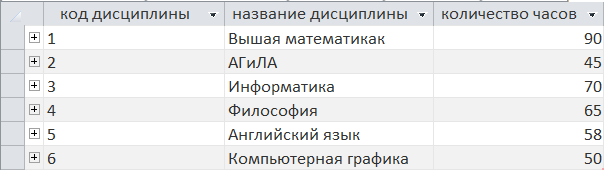 код дисциплины название дисциплины количество часов
1 Вышая математикак 90
2 АГиЛА 45
3 Информатика 70
4 Философия 65
5 Английский язык 58
6 Компьютерная графика 50